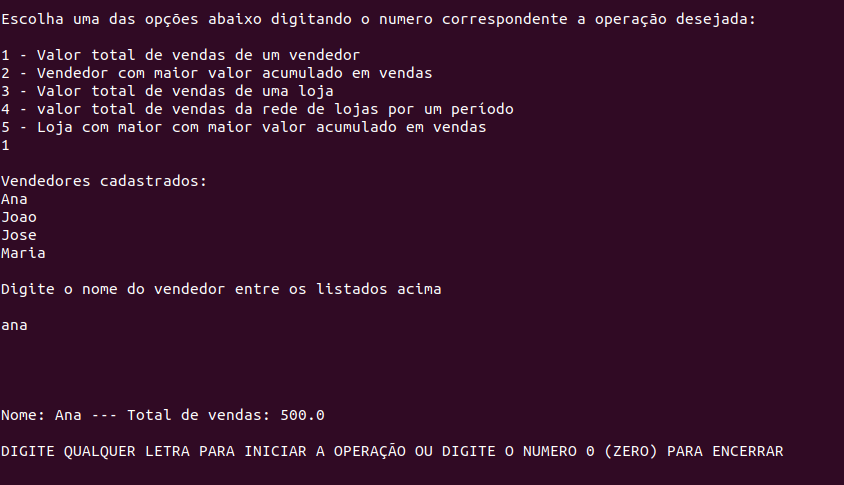 Escolha uma das opções abaixo digitando o numero correspondente a operação desejada:
1 - Valor total de vendas de um vendedor
2 - Vendedor com maior valor acumulado em vendas
3 - Valor total de vendas de uma loja
4 - valor total de vendas da rede de lojas por um período
5 - Loja com maior com maior valor acumulado em vendas
1
Vendedores cadastrados:
Ana
Joao
Jose
Maria
Digite o nome do vendedor entre os listados acima
ana
Nome: Ana --- Total de vendas: 500.0
DIGITE QUALQUER LETRA PARA INICIAR A OPERAÇÃO OU DIGITE O NUMERO 0 (ZERO) PARA ENCERRAR